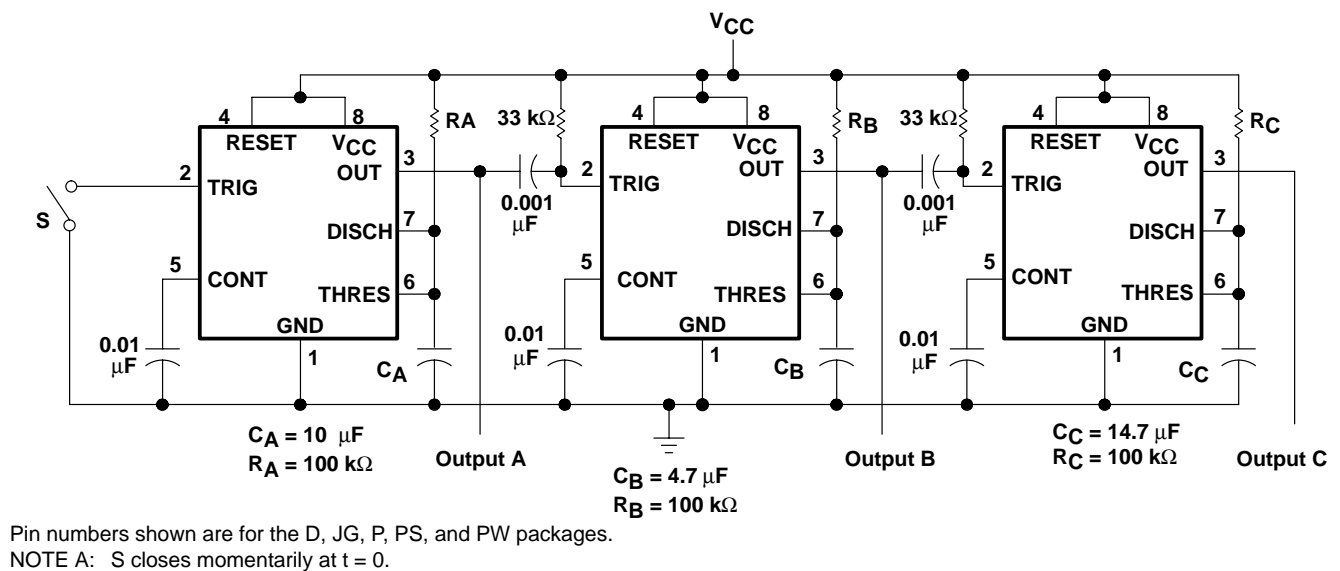 VCC
4 8 RA 33 kΩ 4 8 RB 33 kΩ 4 8 RC
RESET VCC RESET VCC RESET VCC
2 OUT 3 2 OUT 3 2 OUT 3
TRIG 0.001 TRIG 0.001 TRIG
S μF μF
DISCH 7 DISCH 7 DISCH 7
5 CONT 5 CONT 5 CONT
THRES 6 THRES 6 THRES 6
GND GND GND
0.01 1 0.01 1 0.01 1
μF CA μF CB μF CC
CA = 10 μF Output A CC = 14.7 μF
RA = 100 kΩ Output B RC = 100 kΩ Output C
CB = 4.7 μF
RB = 100 kΩ
Pin numbers shown are for the D, JG, P, PS, and PW packages.
NOTE A: S closes momentarily at t = 0.